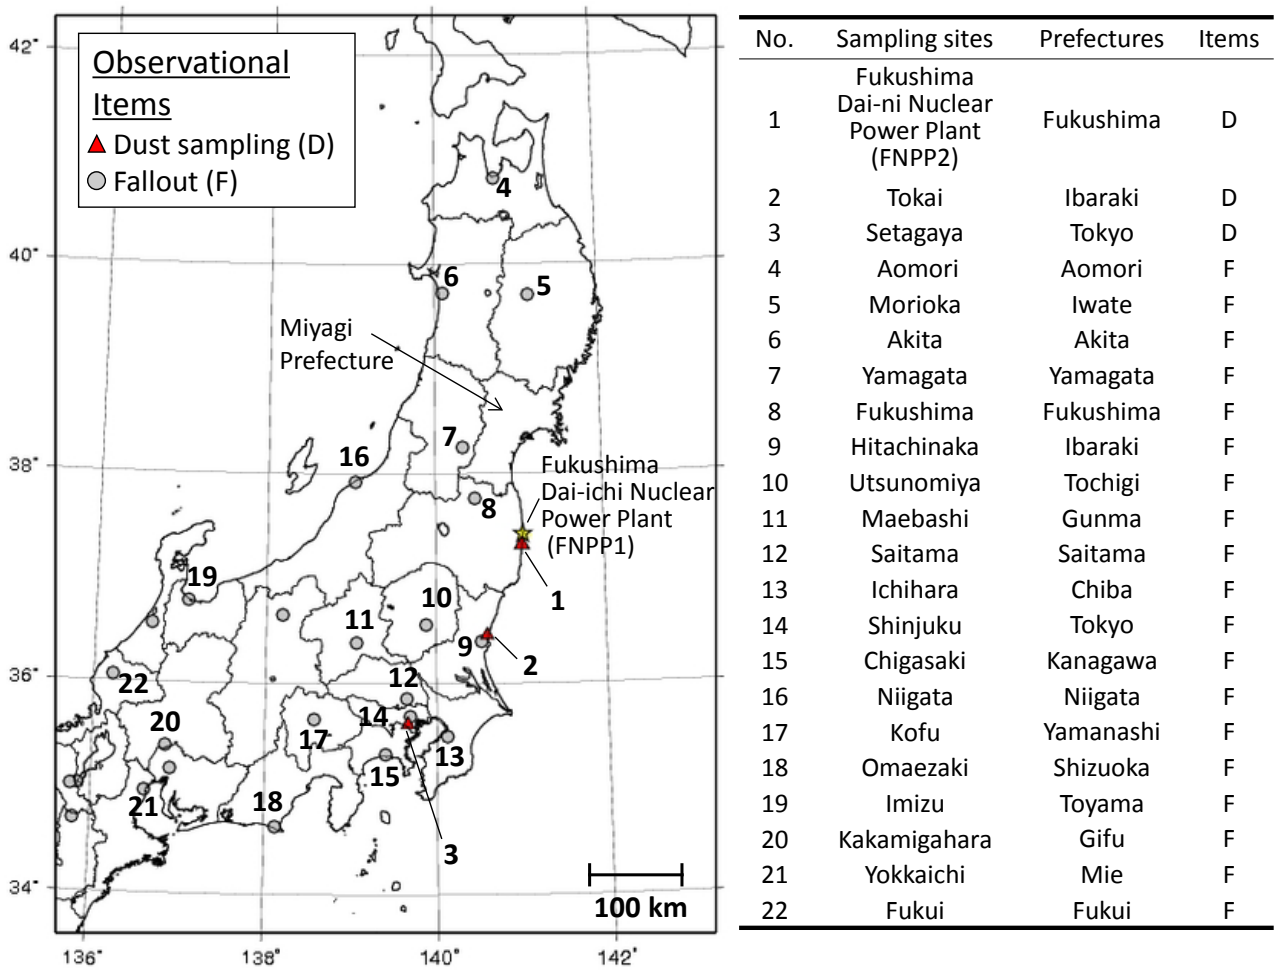 Observational
Items
Dust sampling (D)
Fallout (F)
42°
40°
38°
36°
34°
136°
138°
140°
142°
4
6
5
Miyagi
Prefecture
7
16
Fukushima
Dai-ichi Nuclear
Power Plant
(FNPP1)
8
19
1
10
11
9
2
22
12
20
14
17
13
15
21
18
3
100 km
No. Sampling sites Prefectures Items
1 Fukushima Dai-ni Nuclear Power Plant (FNPP2) Fukushima D
2 Tokai Ibaraki D
3 Setagaya Tokyo D
4 Aomori Aomori F
5 Morioka Iwate F
6 Akita Akita F
7 Yamagata Yamagata F
8 Fukushima Fukushima F
9 Hitachinaka Ibaraki F
10 Utsunomiya Tochigi F
11 Maebashi Gunma F
12 Saitama Saitama F
13 Ichihara Chiba F
14 Shinjuku Tokyo F
15 Chigasaki Kanagawa F
16 Niigata Niigata F
17 Kofu Yamanashi F
18 Omaezaki Shizuoka F
19 Imizu Toyama F
20 Kakamigahara Gifu F
21 Yokkaichi Mie F
22 Fukui Fukui F